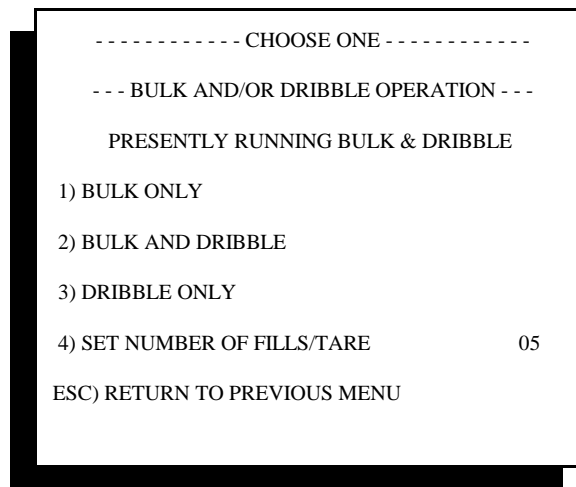 - - - - - - - - - - - - CHOOSE ONE - - - - - - - - - - - -
- - - BULK AND/OR DRIBBLE OPERATION - - -
PRESENTLY RUNNING BULK & DRIBBLE
1) BULK ONLY
2) BULK AND DRIBBLE
3) DRIBBLE ONLY
4) SET NUMBER OF FILLS/TARE 05
ESC) RETURN TO PREVIOUS MENU